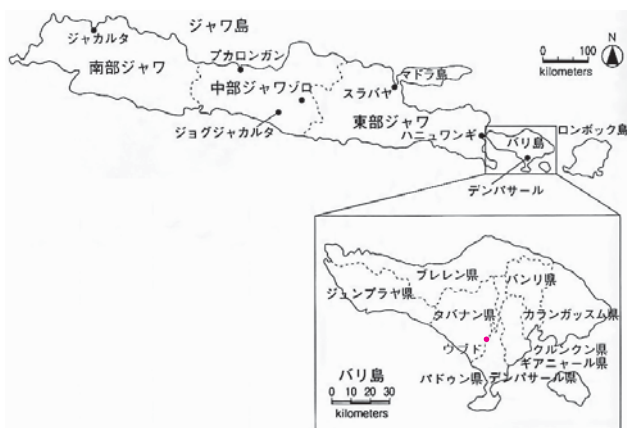 ジャワ島
ジャカルタ
南部ジャワ
プカロンガン
中部ジャワ
ゾロ
ジョグジャカルタ
スラバヤ
マドラ島
東部ジャワ
ハニュワンギ
バリ島
ロンボック島
デンパサール
0 100
kilometers
N
ブレレン県
バンリ県
ジュンブラヤ県
タバナン県
カランガッスム県
ウブド
クルンクン県
ギアニャール県
バドゥン県
デンパサール県
バリ島
0 10 20 30
kilometers